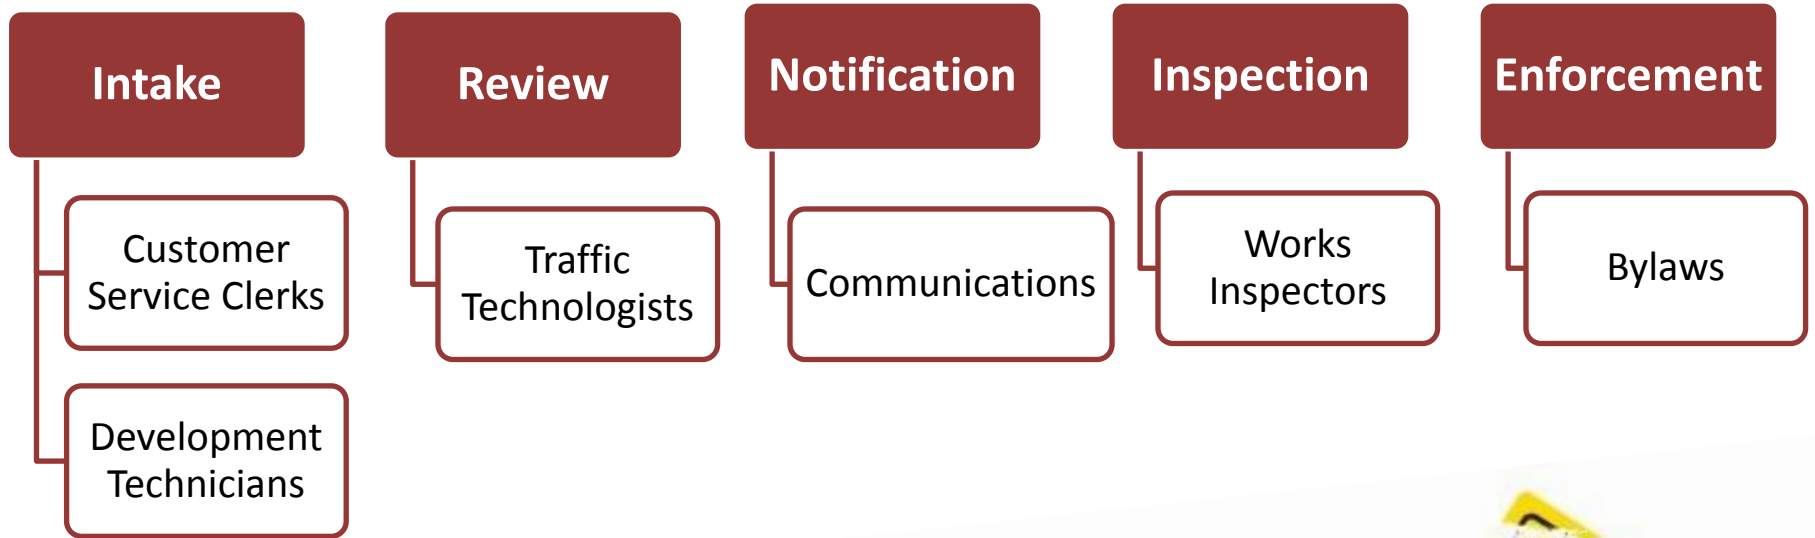 Intake
Customer
Service Clerks
Development
Technicians
Review
Traffic
Technologists
Notification
Communications
Inspection
Works
Inspectors
Enforcement
Bylaws